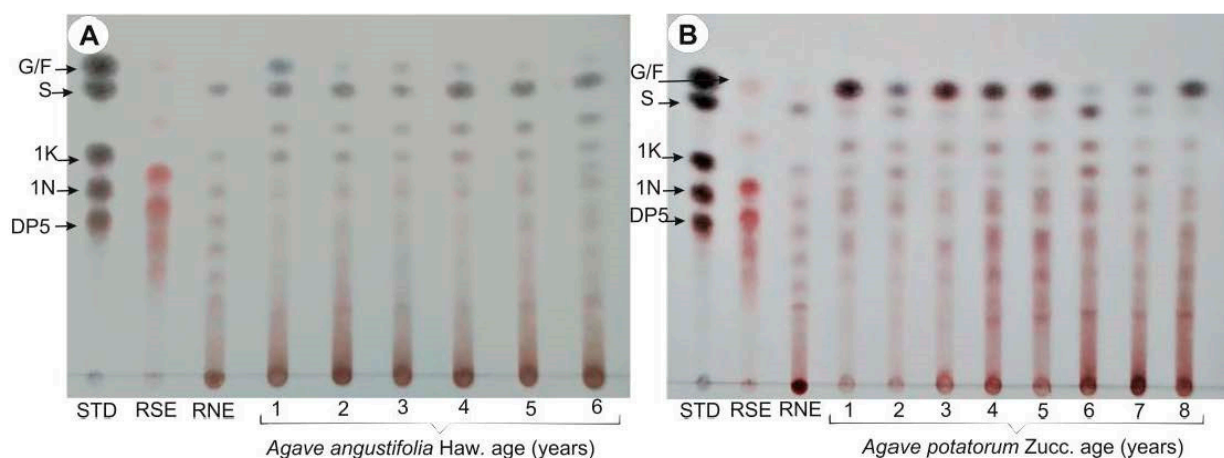 A
G/F
S
1K
1N
DP5
STD RSE RNE 1 2 3 4 5 6
Agave angustifolia Haw. age (years)
B
G/F
S
1K
1N
DP5
STD RSE RNE 1 2 3 4 5 6 7 8
Agave potatorum Zucc. age (years)